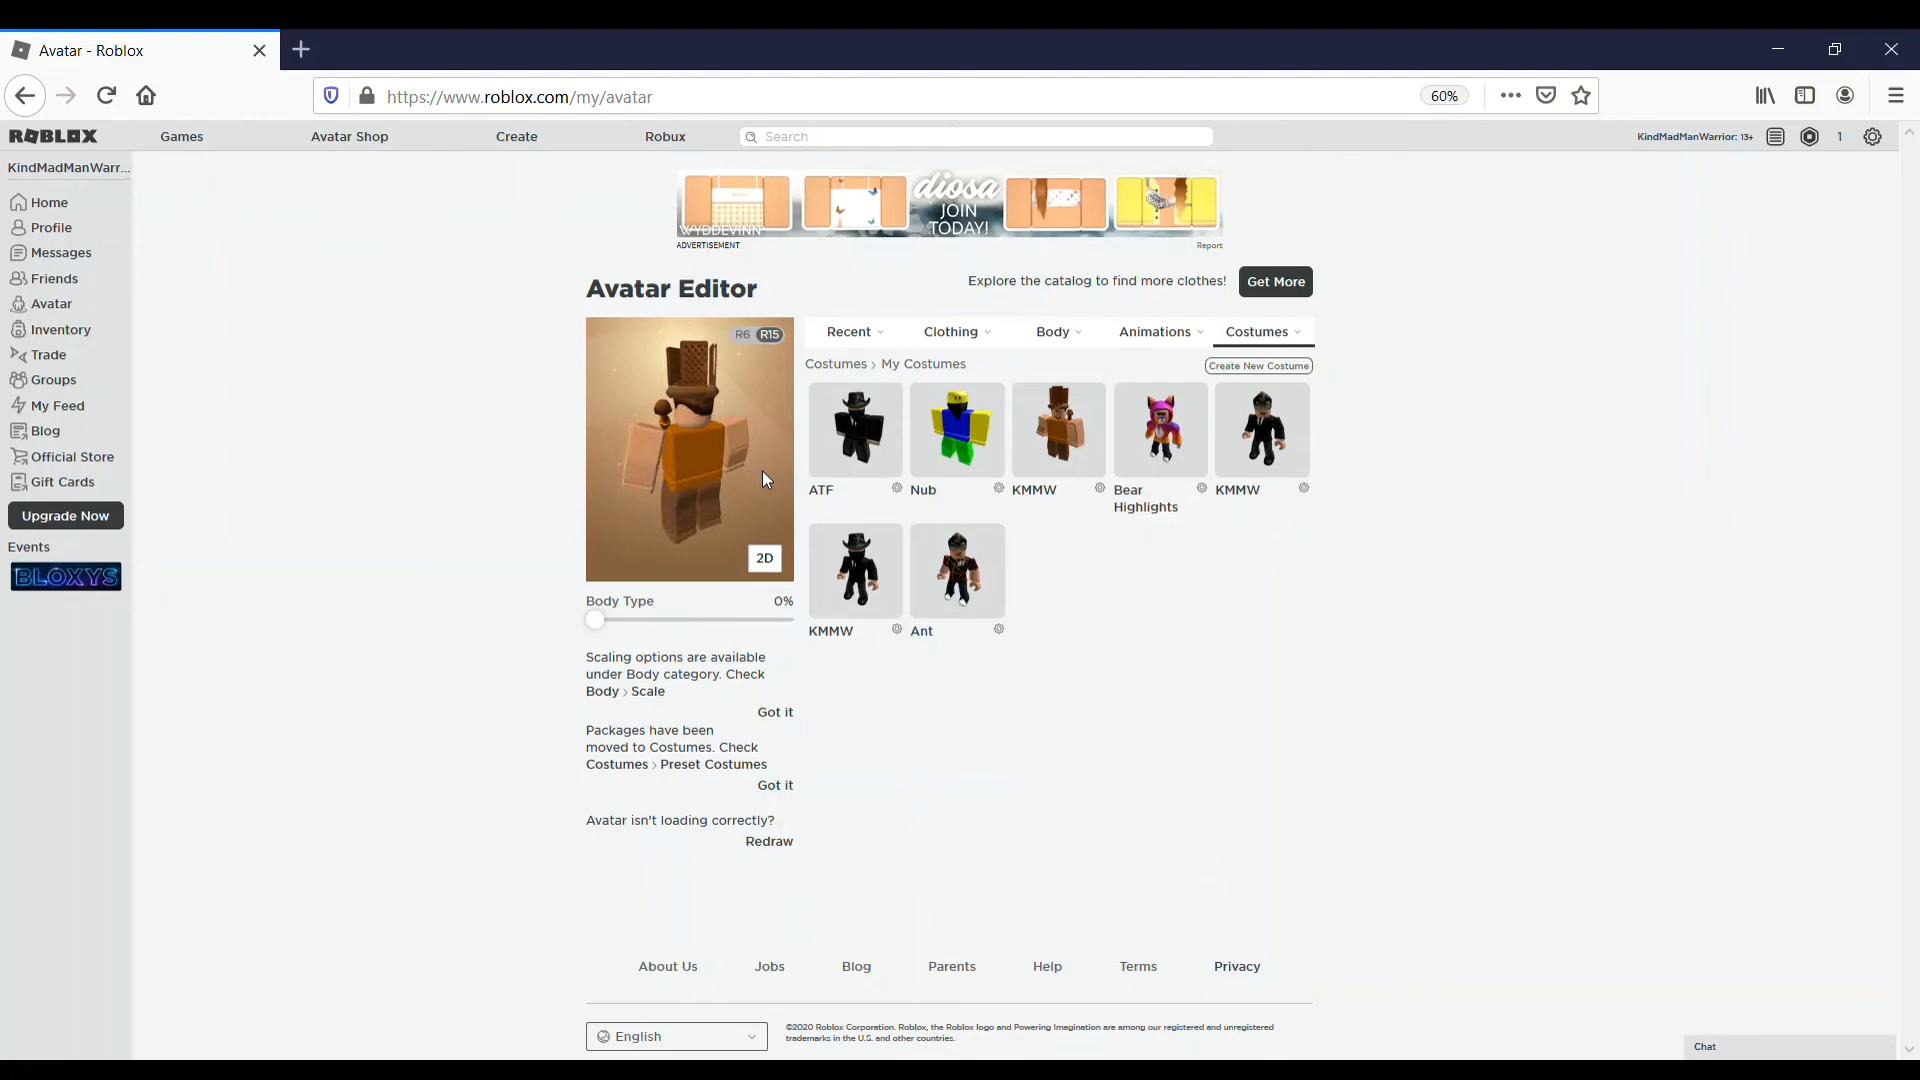 Avatar - Roblox
https://www.roblox.com/my/avatar
60%
ROBLOX
Games
Avatar Shop
Create
Robux
Search
KindMadManWarrior: 13+
1
KindMadManWarr...
Home
Profile
Messages
Friends
Avatar
Inventory
Trade
Groups
My Feed
Blog
Official Store
Gift Cards
Upgrade Now
Events
BLOXYS
diosa
JOIN
TODAY!
WYDDEVINN
ADVERTISEMENT
Report
Avatar Editor
Explore the catalog to find more clothes!
Get More
R6 R15
2D
Body Type 0%
Scaling options are available
under Body category. Check
Body > Scale
Got it
Packages have been
moved to Costumes. Check
Costumes > Preset Costumes
Got it
Avatar isn't loading correctly?
Redraw
Recent
Clothing
Body
Animations
Costumes
Costumes > My Costumes
Create New Costume
ATF
Nub
KMMW
Bear
Highlights
KMMW
KMMW
Ant
About Us
Jobs
Blog
Parents
Help
Terms
Privacy
English
©2020 Roblox Corporation. Roblox, the Roblox logo and Powering Imagination are among our registered and unregistered
trademarks in the U.S. and other countries.
Chat